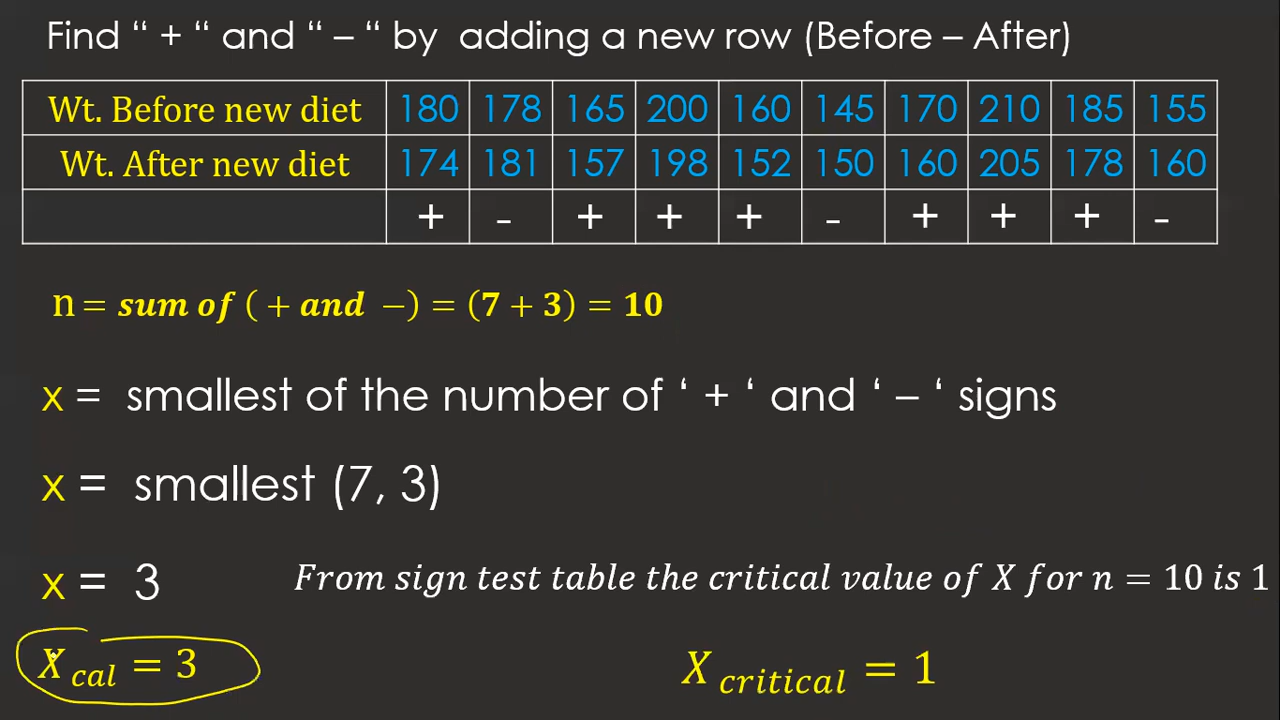 Find “ + “ and “ – “ by adding a new row (Before – After)
Wt. Before new diet 180 178 165 200 160 145 170 210 185 155
Wt. After new diet 174 181 157 198 152 150 160 205 178 160
+ - + + + - + + + -
n = sum of ( + and − ) = (7 + 3) = 10
x = smallest of the number of ‘ + ‘ and ‘ – ‘ signs
x = smallest (7, 3)
x = 3 From sign test table the critical value of X for n = 10 is 1
X cal = 3 X critical = 1